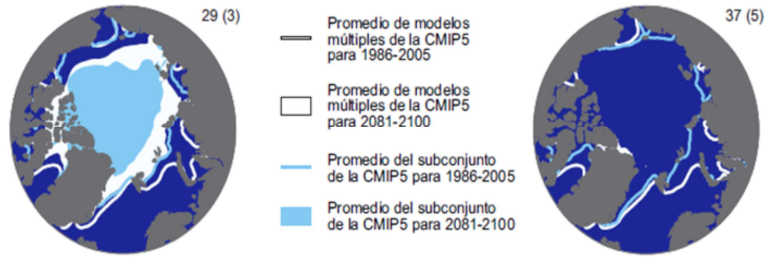 29 (3)
Promedio de modelos
múltiples de la CMIP5
para 1986-2005
Promedio de modelos
múltiples de la CMIP5
para 2081-2100
Promedio del subconjunto
de la CMIP5 para 1986-2005
Promedio del subconjunto
de la CMIP5 para 2081-2100
37 (5)